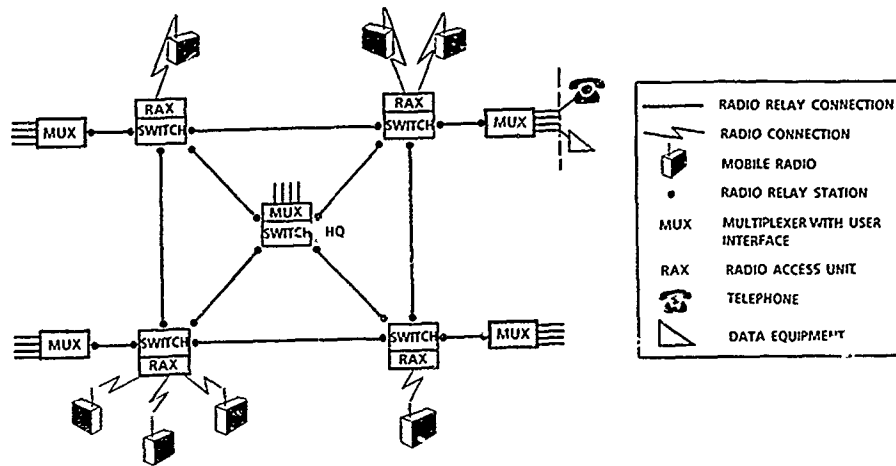 RAX
SWITCH
MUX
RAX
SWITCH
MUX
MUX
SWITCH HQ
MUX
SWITCH
RAX
SWITCH
RAX
MUX
RADIO RELAY CONNECTION
RADIO CONNECTION
MOBILE RADIO
RADIO RELAY STATION
MUX MULTIPLEXER WITH USER
INTERFACE
RAX RADIO ACCESS UNIT
TELEPHONE
DATA EQUIPMENT